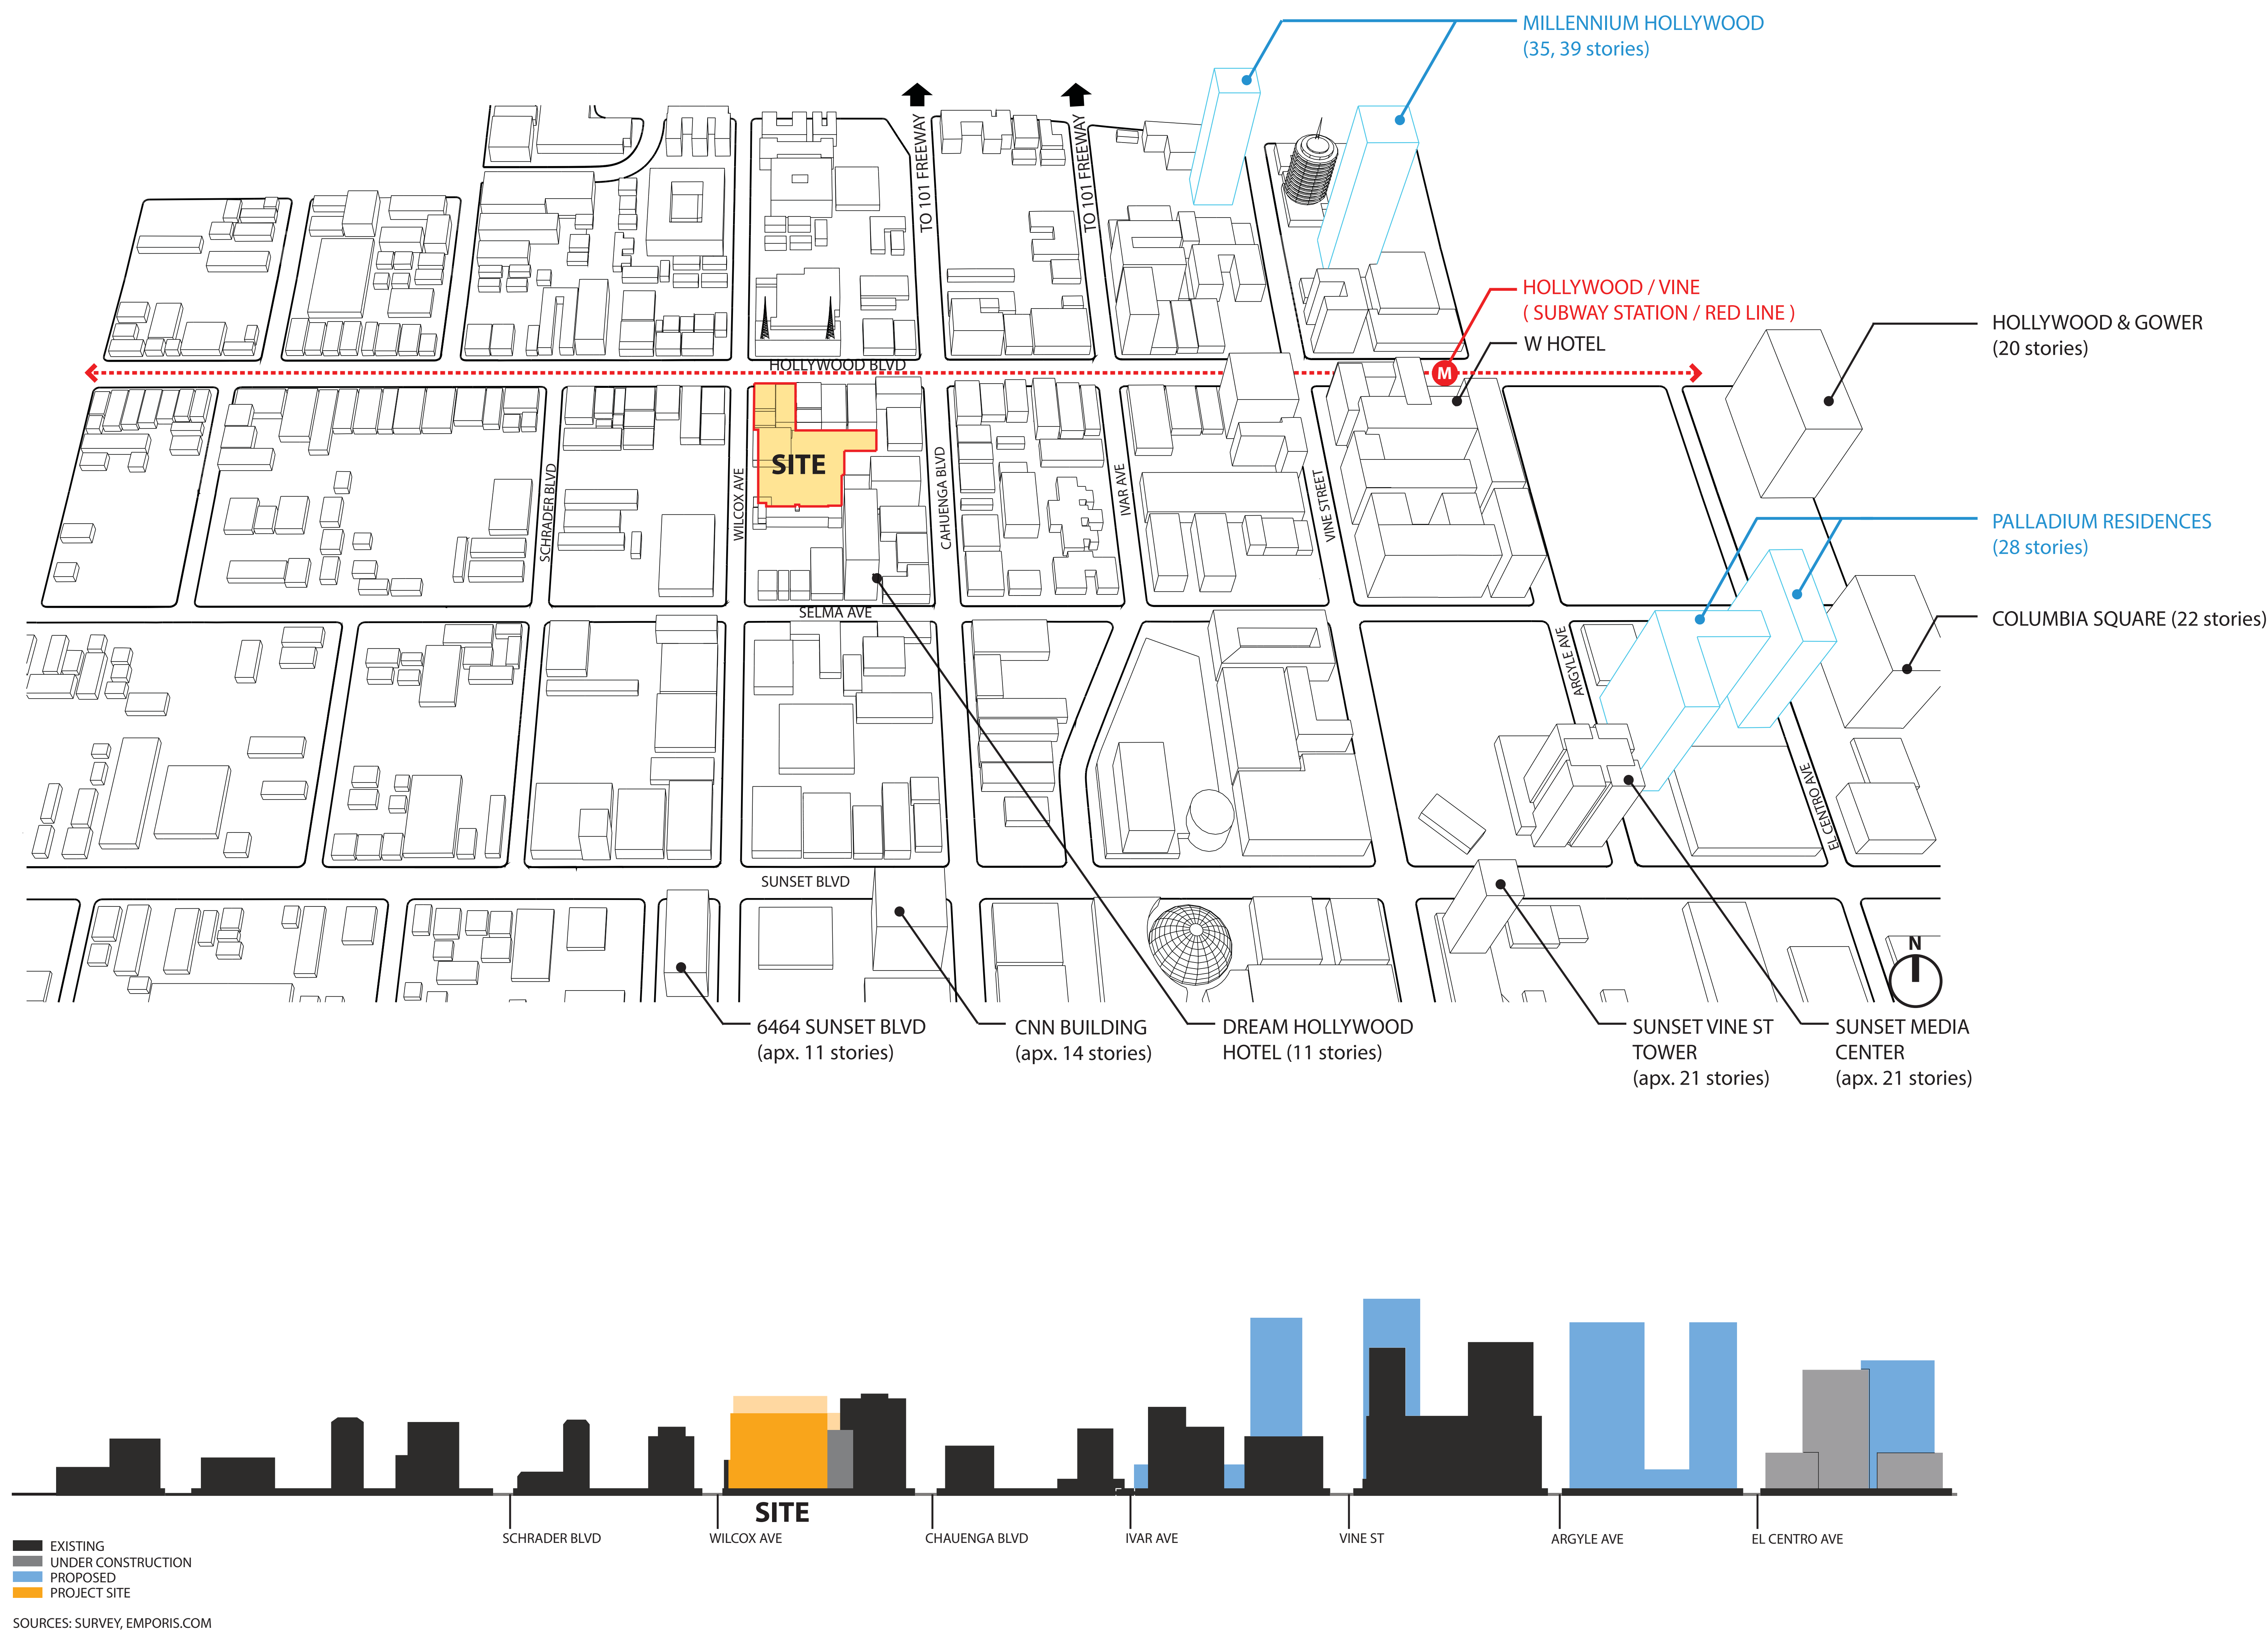 MILLENNIUM HOLLYWOOD
(35, 39 stories)
TO 101 FREEWAY
TO 101 FREEWAY
HOLLYWOOD / VINE
( SUBWAY STATION / RED LINE )
W HOTEL
HOLLYWOOD & GOWER
(20 stories)
HOLLYWOOD BLVD
M
SITE
SCHRADER BLVD
WILCOX AVE
CAHUENGA BLVD
IVAR AVE
VINE STREET
PALLADIUM RESIDENCES
(28 stories)
SELMA AVE
COLUMBIA SQUARE (22 stories)
ARGYLE AVE
EL CENTRO AVE
SUNSET BLVD
N
6464 SUNSET BLVD
(apx. 11 stories)
CNN BUILDING
(apx. 14 stories)
DREAM HOLLYWOOD
HOTEL (11 stories)
SUNSET VINE ST
TOWER
(apx. 21 stories)
SUNSET MEDIA
CENTER
(apx. 21 stories)
SITE
SCHRADER BLVD
WILCOX AVE
CHAUENGA BLVD
IVAR AVE
VINE ST
ARGYLE AVE
EL CENTRO AVE
EXISTING
UNDER CONSTRUCTION
PROPOSED
PROJECT SITE
SOURCES: SURVEY, EMPORIS.COM